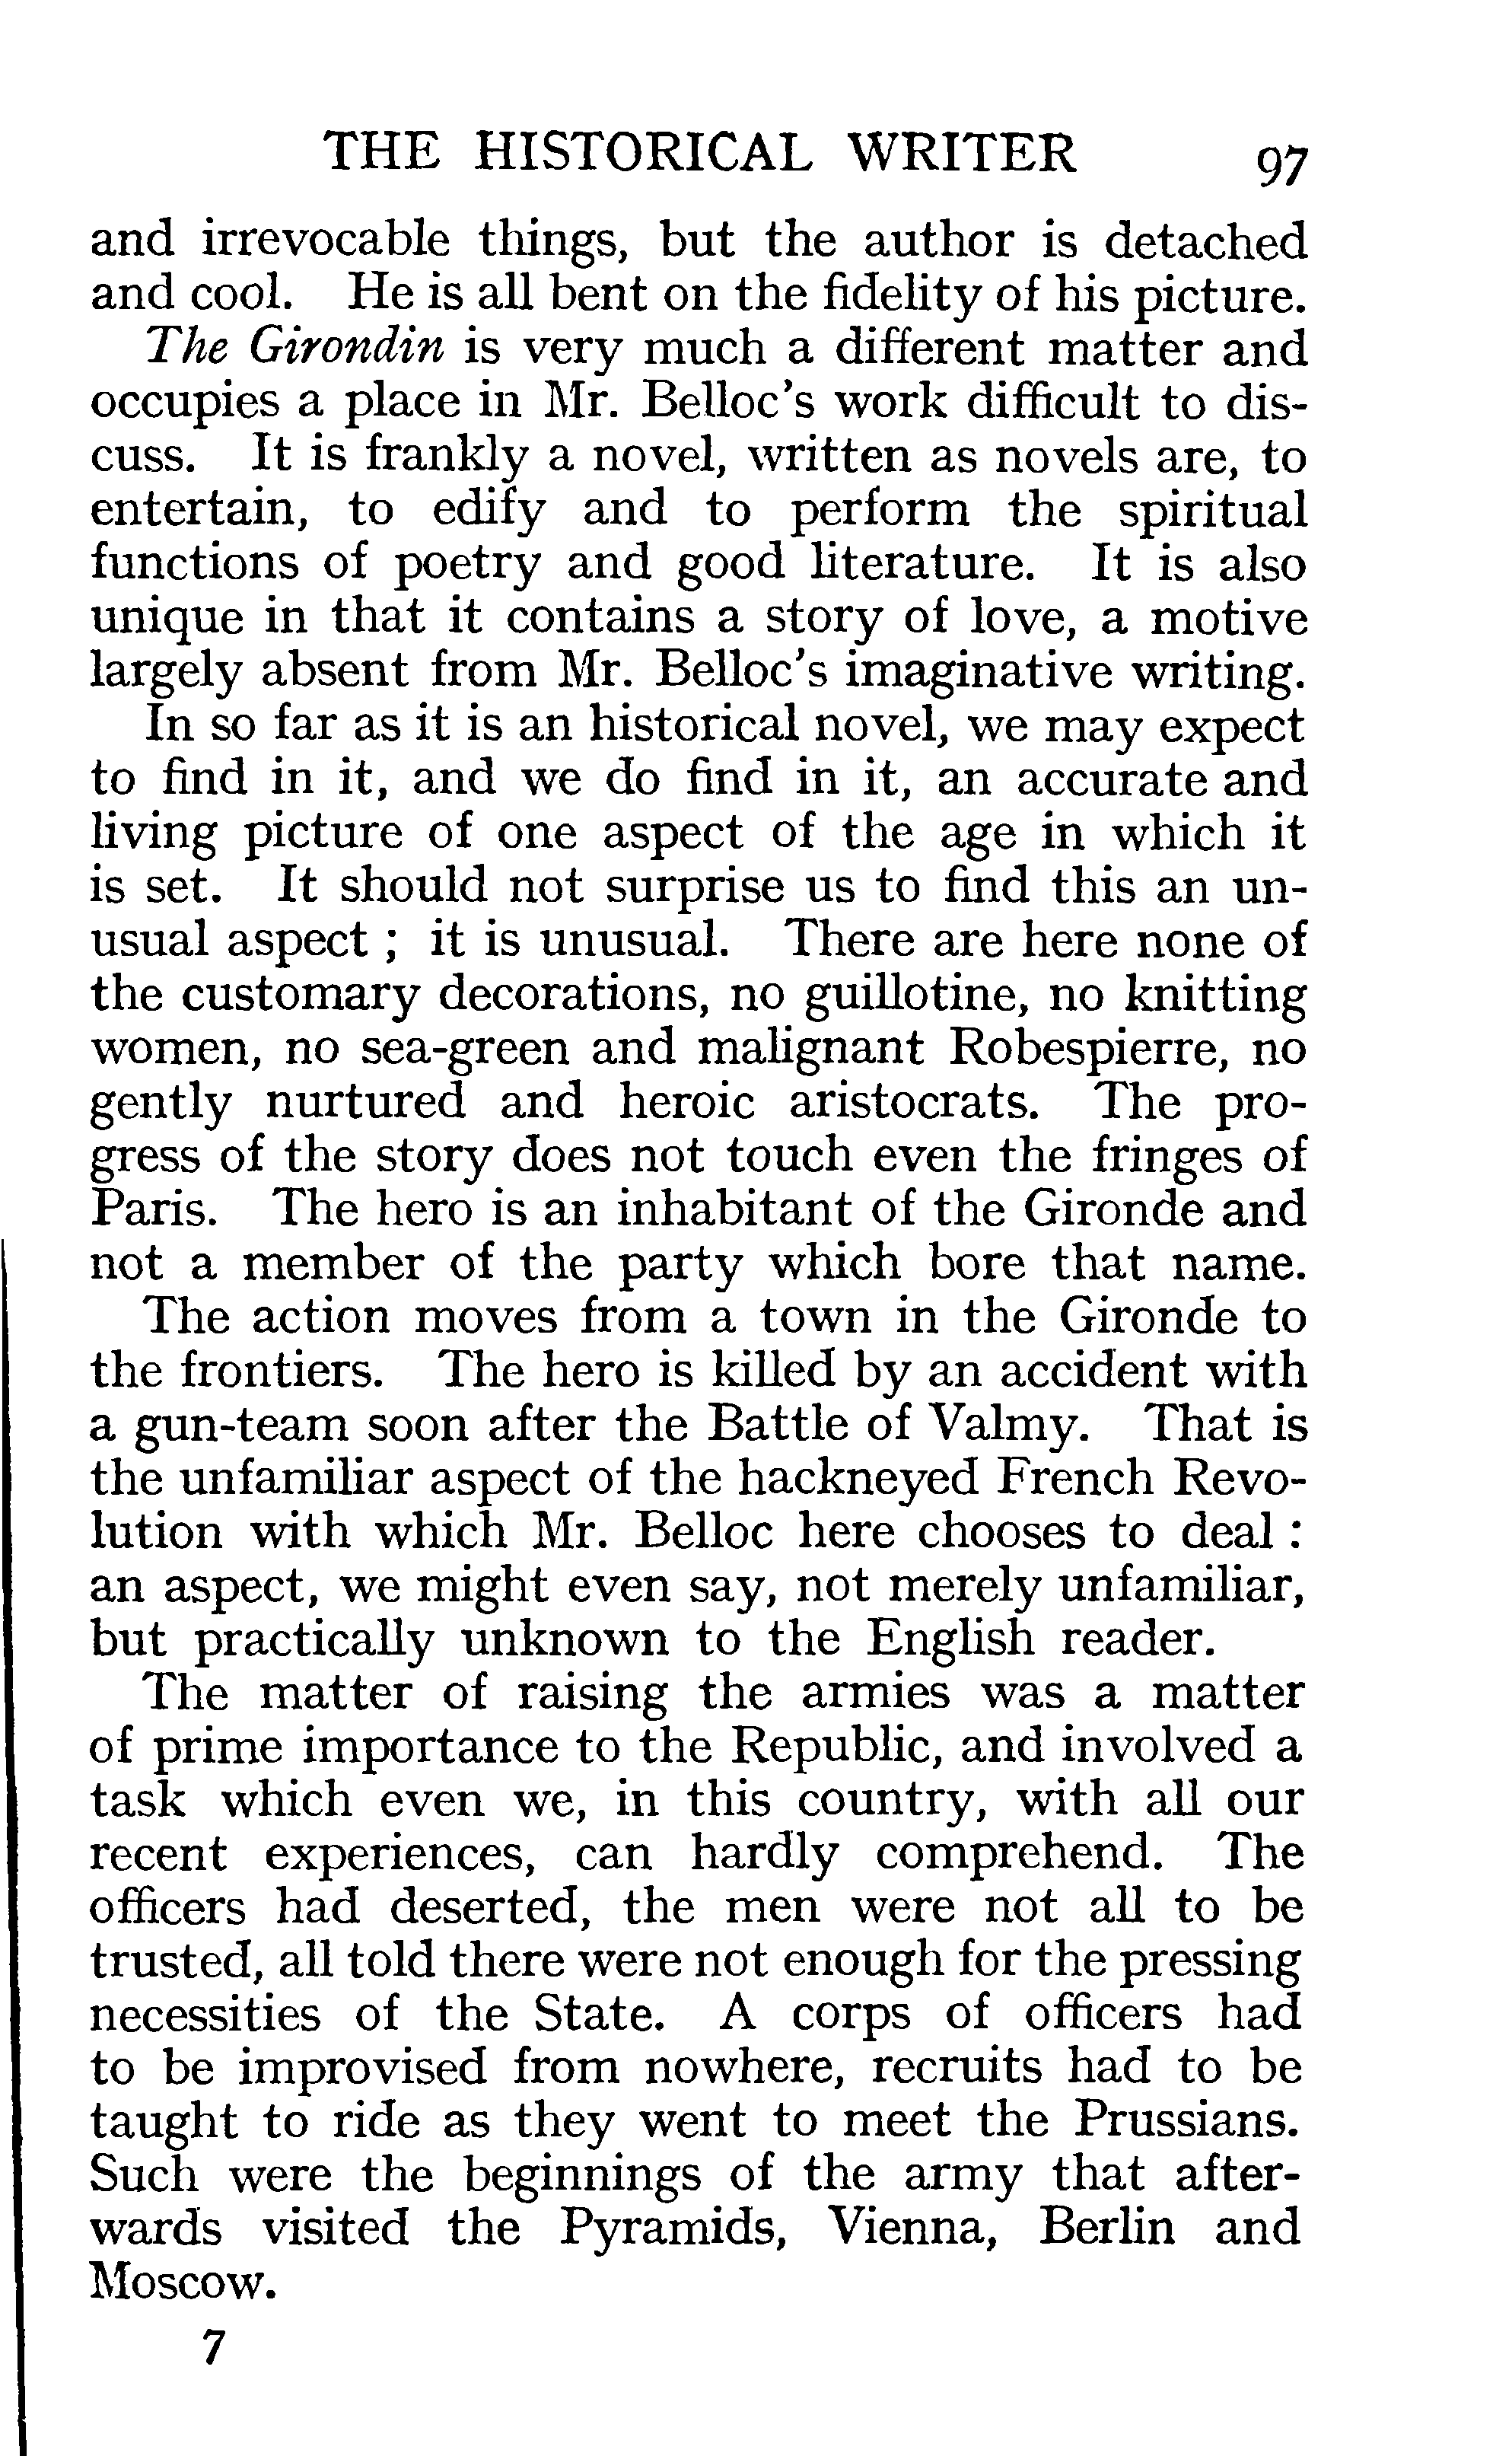 THE HISTORICAL WRITER 97
and irrevocable things, but the author is detached
and cool. He is all bent on the fidelity of his picture.
The Girondin is very much a different matter and
occupies a place in Mr. Belloc's work difficult to dis-
cuss. It is frankly a novel, written as novels are, to
entertain, to edify and to perform the spiritual
functions of poetry and good literature. It is also
unique in that it contains a story of love, a motive
largely absent from Mr. Belloc's imaginative writing.
In so far as it is an historical novel, we may expect
to find in it, and we do find in it, an accurate and
living picture of one aspect of the age in which it
is set. It should not surprise us to find this an un-
usual aspect ; it is unusual. There are here none of
the customary decorations, no guillotine, no knitting
women, no sea-green and malignant Robespierre, no
gently nurtured and heroic aristocrats. The pro-
gress of the story does not touch even the fringes of
Paris. The hero is an inhabitant of the Gironde and
not a member of the party which bore that name.
The action moves from a town in the Gironde to
the frontiers. The hero is killed by an accident with
a gun-team soon after the Battle of Valmy. That is
the unfamiliar aspect of the hackneyed French Revo-
lution with which Mr. Belloc here chooses to deal :
an aspect, we might even say, not merely unfamiliar,
but practically unknown to the English reader.
The matter of raising the armies was a matter
of prime importance to the Republic, and involved a
task which even we, in this country, with all our
recent experiences, can hardly comprehend. The
officers had deserted, the men were not all to be
trusted, all told there were not enough for the pressing
necessities of the State. A corps of officers had
to be improvised from nowhere, recruits had to be
taught to ride as they went to meet the Prussians.
Such were the beginnings of the army that after-
wards visited the Pyramids, Vienna, Berlin and
Moscow.
7